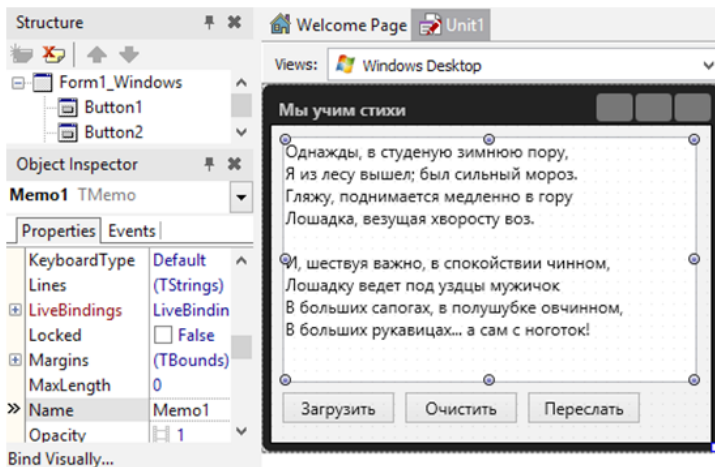 Structure
Form1_Windows
Button1
Button2
Object Inspector
Memo1 TMemo
Properties Events
KeyboardType Default
Lines (TStrings)
LiveBindings LiveBindin
Locked False
Margins (TBounds)
MaxLength 0
Name Memo1
Opacity 1
Bind Visually...
Welcome Page Unit1
Views: Windows Desktop
Мы учим стихи
Однажды, в студеную зимнюю пору,
Я из лесу вышел; был сильный мороз.
Гляжу, поднимается медленно в гору
Лошадка, везущая хворосту воз.
И, шествуя важно, в спокойствии чинном,
Лошадку ведет под уздцы мужичок
В больших сапогах, в полушубке овчинном,
В больших рукавицах... а сам с ноготок!
Загрузить Очистить Переслать